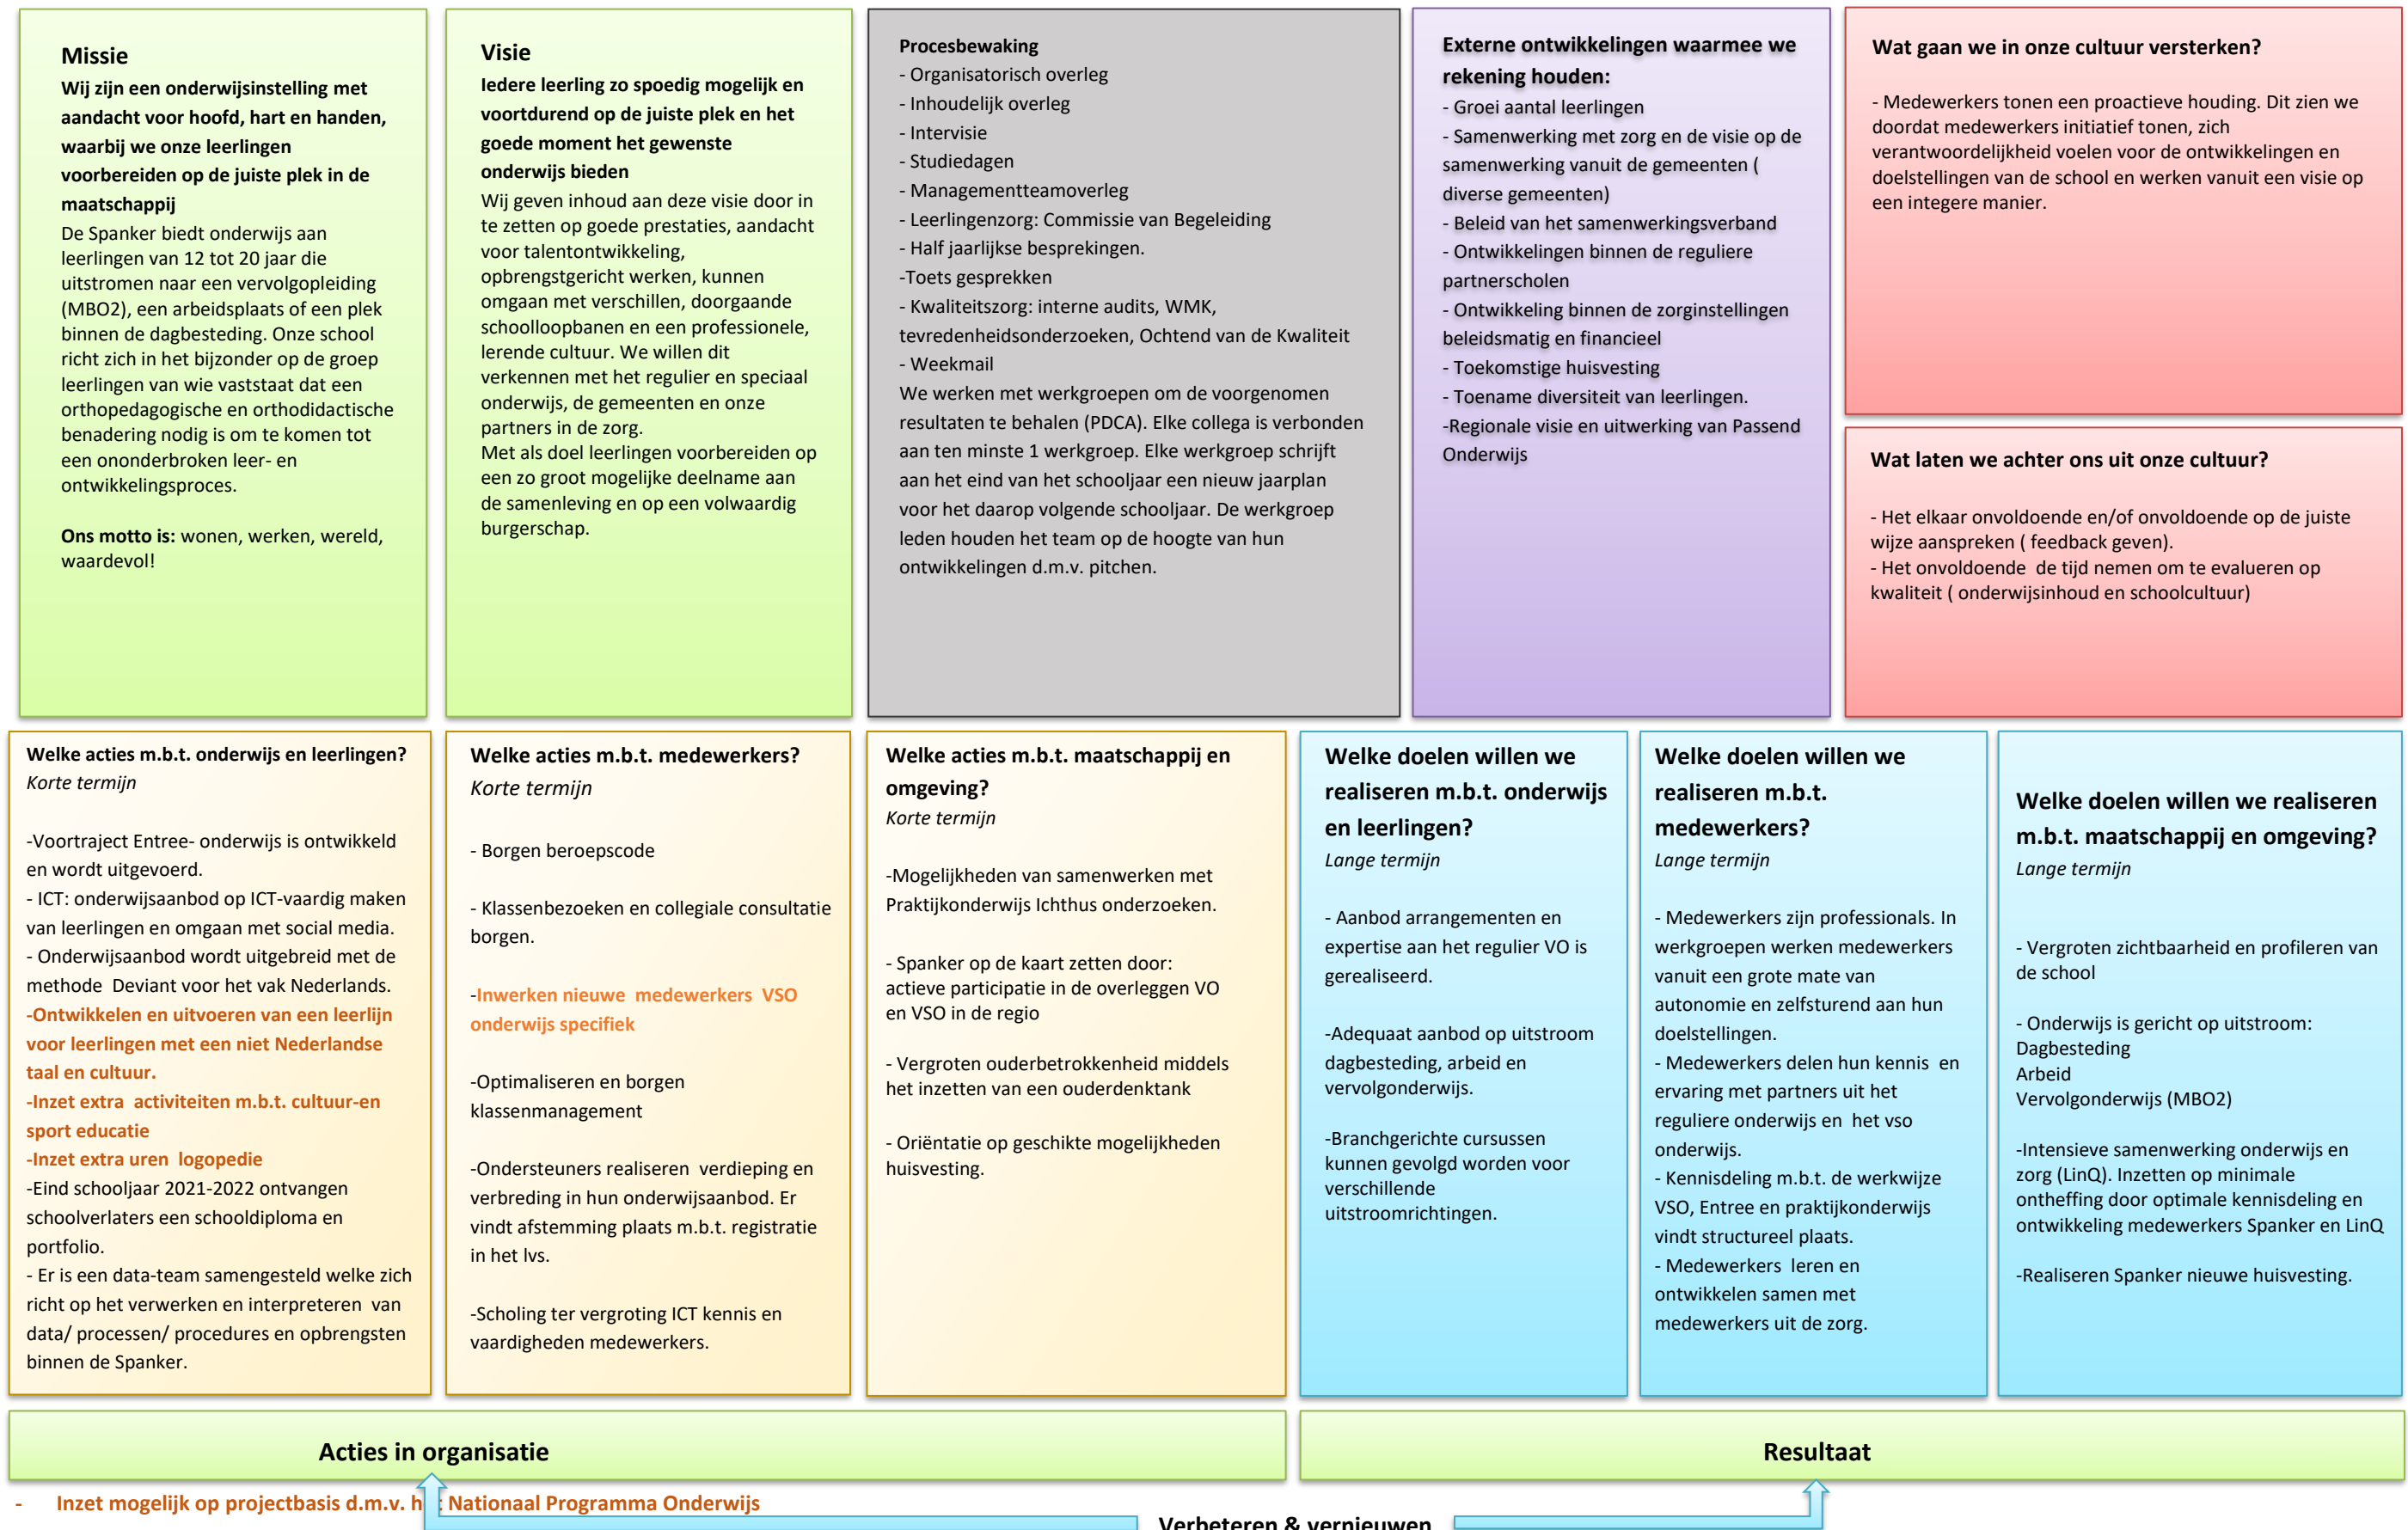 Missie
Wij zijn een onderwijsinstelling met
aandacht voor hoofd, hart en handen,
waarbij we onze leerlingen
voorbereiden op de juiste plek in de
maatschappij
De Spanker biedt onderwijs aan
leerlingen van 12 tot 20 jaar die
uitstromen naar een vervolgopleiding
(MBO2), een arbeidsplaats of een plek
binnen de dagbesteding. Onze school
richt zich in het bijzonder op de groep
leerlingen van wie vaststaat dat een
orthopedagogische en orthodidactische
benadering nodig is om te komen tot
een ononderbroken leer- en
ontwikkelingsproces.
Ons motto is: wonen, werken, wereld,
waardevol!
Visie
Iedere leerling zo spoedig mogelijk en
voortdurend op de juiste plek en het
goede moment het gewenste
onderwijs bieden
Wij geven inhoud aan deze visie door in
te zetten op goede prestaties, aandacht
voor talentontwikkeling,
opbrengstgericht werken, kunnen
omgaan met verschillen, doorgaande
schoolloopbanen en een professionele,
lerende cultuur. We willen dit
verkennen met het regulier en speciaal
onderwijs, de gemeenten en onze
partners in de zorg.
Met als doel leerlingen voorbereiden op
een zo groot mogelijke deelname aan
de samenleving en op een volwaardig
burgerschap.
Procesbewaking
- Organisatorisch overleg
- Inhoudelijk overleg
- Intervisie
- Studiedagen
- Managementteamoverleg
- Leerlingenzorg: Commissie van Begeleiding
- Half jaarlijkse besprekingen.
-Toets gesprekken
- Kwaliteitszorg: interne audits, WMK,
tevredenheidsonderzoeken, Ochtend van de Kwaliteit
- Weekmail
We werken met werkgroepen om de voorgenomen
resultaten te behalen (PDCA). Elke collega is verbonden
aan ten minste 1 werkgroep. Elke werkgroep schrijft
aan het eind van het schooljaar een nieuw jaarplan
voor het daarop volgende schooljaar. De werkgroep
leden houden het team op de hoogte van hun
ontwikkelingen d.m.v. pitchen.
Externe ontwikkelingen waarmee we
rekening houden:
- Groei aantal leerlingen
- Samenwerking met zorg en de visie op de
samenwerking vanuit de gemeenten (
diverse gemeenten)
- Beleid van het samenwerkingsverband
- Ontwikkelingen binnen de reguliere
partnerscholen
- Ontwikkeling binnen de zorginstellingen
beleidsmatig en financieel
- Toekomstige huisvesting
- Toename diversiteit van leerlingen.
-Regionale visie en uitwerking van Passend
Onderwijs
Wat gaan we in onze cultuur versterken?
- Medewerkers tonen een proactieve houding. Dit zien we
doordat medewerkers initiatief tonen, zich
verantwoordelijkheid voelen voor de ontwikkelingen en
doelstellingen van de school en werken vanuit een visie op
een integere manier.
Wat laten we achter ons uit onze cultuur?
- Het elkaar onvoldoende en/of onvoldoende op de juiste
wijze aanspreken ( feedback geven).
- Het onvoldoende de tijd nemen om te evalueren op
kwaliteit ( onderwijsinhoud en schoolcultuur)
Welke acties m.b.t. onderwijs en leerlingen?
Korte termijn
-Voortraject Entree- onderwijs is ontwikkeld
en wordt uitgevoerd.
- ICT: onderwijsaanbod op ICT-vaardig maken
van leerlingen en omgaan met social media.
- Onderwijsaanbod wordt uitgebreid met de
methode Deviant voor het vak Nederlands.
-Ontwikkelen en uitvoeren van een leerlijn
voor leerlingen met een niet Nederlandse
taal en cultuur.
-Inzet extra activiteiten m.b.t. cultuur-en
sport educatie
-Inzet extra uren logopedie
-Eind schooljaar 2021-2022 ontvangen
schoolverlaters een schooldiploma en
portfolio.
- Er is een data-team samengesteld welke zich
richt op het verwerken en interpreteren van
data/ processen/ procedures en opbrengsten
binnen de Spanker.
Welke acties m.b.t. medewerkers?
Korte termijn
- Borgen beroepscode
- Klassenbezoeken en collegiale consultatie
borgen.
-Inwerken nieuwe medewerkers VSO
onderwijs specifiek
-Optimaliseren en borgen
klassenmanagement
-Ondersteuners realiseren verdieping en
verbreding in hun onderwijsaanbod. Er
vindt afstemming plaats m.b.t. registratie
in het lvs.
-Scholing ter vergroting ICT kennis en
vaardigheden medewerkers.
Welke acties m.b.t. maatschappij en
omgeving?
Korte termijn
-Mogelijkheden van samenwerken met
Praktijkonderwijs Ichthus onderzoeken.
- Spanker op de kaart zetten door:
actieve participatie in de overleggen VO
en VSO in de regio
- Vergroten ouderbetrokkenheid middels
het inzetten van een ouderdenktank
- Oriëntatie op geschikte mogelijkheden
huisvesting.
Welke doelen willen we
realiseren m.b.t. onderwijs
en leerlingen?
Lange termijn
- Aanbod arrangementen en
expertise aan het regulier VO is
gerealiseerd.
-Adequaat aanbod op uitstroom
dagbesteding, arbeid en
vervolgonderwijs.
-Branchgerichte cursussen
kunnen gevolgd worden voor
verschillende
uitstroomrichtingen.
Welke doelen willen we
realiseren m.b.t.
medewerkers?
Lange termijn
- Medewerkers zijn professionals. In
werkgroepen werken medewerkers
vanuit een grote mate van
autonomie en zelfsturend aan hun
doelstellingen.
- Medewerkers delen hun kennis en
ervaring met partners uit het
reguliere onderwijs en het vso
onderwijs.
- Kennisdeling m.b.t. de werkwijze
VSO, Entree en praktijkonderwijs
vindt structureel plaats.
- Medewerkers leren en
ontwikkelen samen met
medewerkers uit de zorg.
Welke doelen willen we realiseren
m.b.t. maatschappij en omgeving?
Lange termijn
- Vergroten zichtbaarheid en profileren van
de school
- Onderwijs is gericht op uitstroom:
Dagbesteding
Arbeid
Vervolgonderwijs (MBO2)
-Intensieve samenwerking onderwijs en
zorg (LinQ). Inzetten op minimale
ontheffing door optimale kennisdeling en
ontwikkeling medewerkers Spanker en LinQ
-Realiseren Spanker nieuwe huisvesting.
Acties in organisatie
Resultaat
- Inzet mogelijk op projectbasis d.m.v. het Nationaal Programma Onderwijs
Verbeteren & vernieuwen